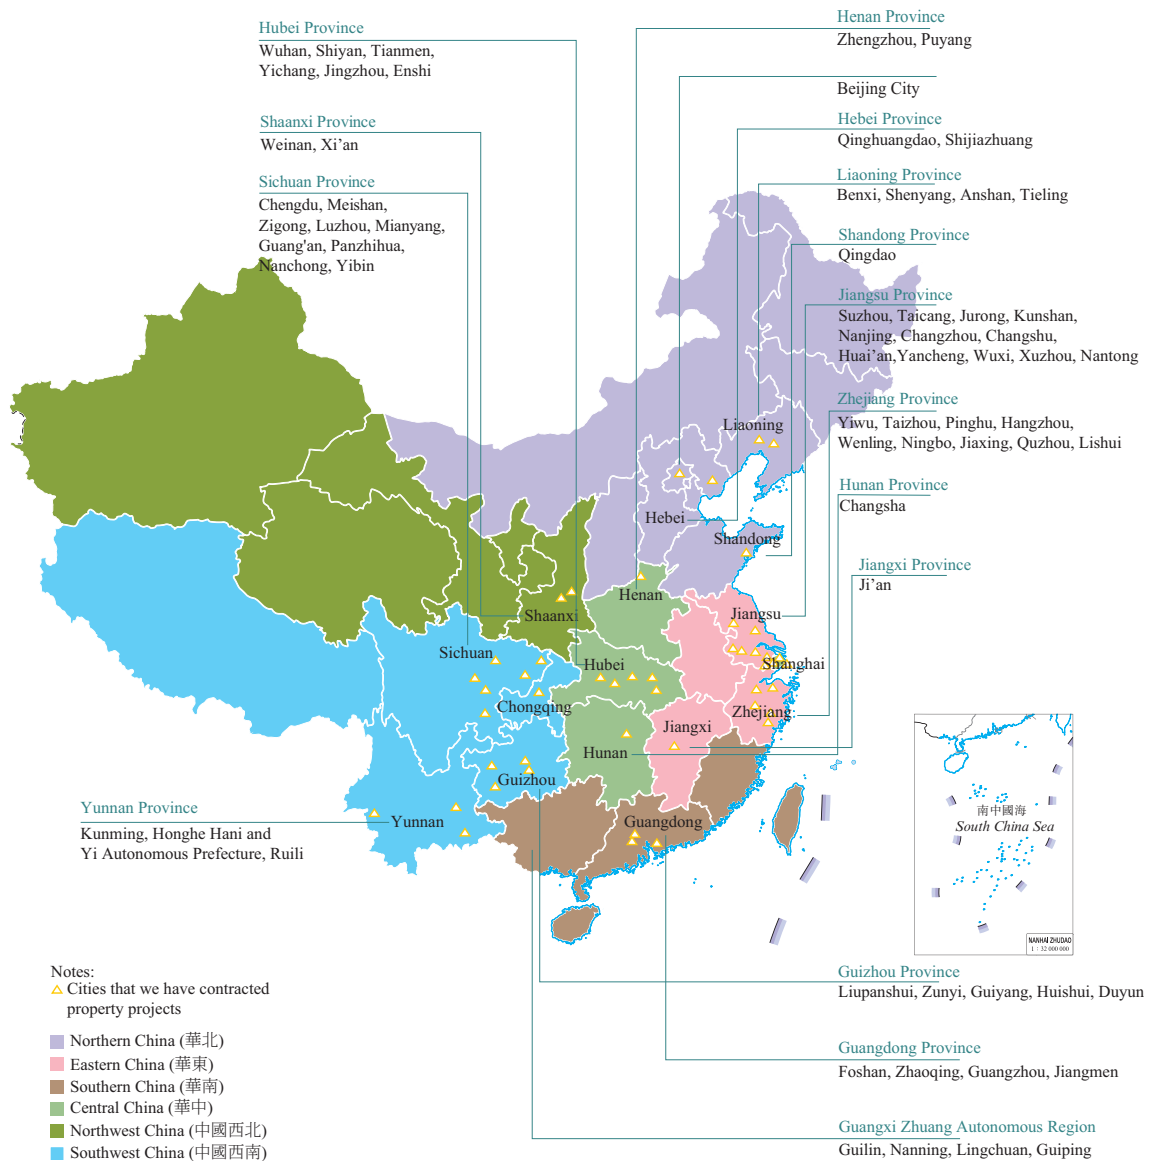 Hubei Province
Wuhan, Shiyan, Tianmen,
Yichang, Jingzhou, Enshi
Shaanxi Province
Weinan, Xi’an
Sichuan Province
Chengdu, Meishan,
Zigong, Luzhou, Mianyang,
Guang'an, Panzhihua,
Nanchong, Yibin
Henan Province
Zhengzhou, Puyang
Beijing City
Hebei Province
Qinghuangdao, Shijiazhuang
Liaoning Province
Benxi, Shenyang, Anshan, Tieling
Shandong Province
Qingdao
Jiangsu Province
Suzhou, Taicang, Jurong, Kunshan,
Nanjing, Changzhou, Changshu,
Huai’an,Yancheng, Wuxi, Xuzhou, Nantong
Zhejiang Province
Yiwu, Taizhou, Pinghu, Hangzhou,
Wenling, Ningbo, Jiaxing, Quzhou, Lishui
Hunan Province
Changsha
Jiangxi Province
Ji’an
Liaoning
Hebei
Shandong
Henan
Shaanxi
Jiangsu
Sichuan
Hubei
Shanghai
Chongqing
Zhejiang
Jiangxi
Hunan
Guizhou
Yunnan
Guangdong
南中國海
South China Sea
NANHAI ZHUDAO
1 : 32 000 000
Yunnan Province
Kunming, Honghe Hani and
Yi Autonomous Prefecture, Ruili
Notes:
Cities that we have contracted
property projects
Northern China (華北)
Eastern China (華東)
Southern China (華南)
Central China (華中)
Northwest China (中國西北)
Southwest China (中國西南)
Guizhou Province
Liupanshui, Zunyi, Guiyang, Huishui, Duyun
Guangdong Province
Foshan, Zhaoqing, Guangzhou, Jiangmen
Guangxi Zhuang Autonomous Region
Guilin, Nanning, Lingchuan, Guiping